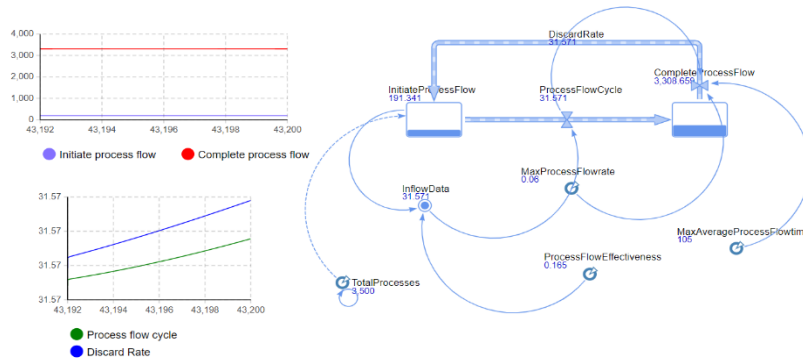 4,000
3,000
2,000
1,000
0
43,192
43,194
43,196
43,198
43,200
Initiate process flow
Complete process flow
31.57
31.57
31.57
31.57
43,192
43,194
43,196
43,198
43,200
Process flow cycle
Discard Rate
DiscardRate
31.571
InitiateProcessFlow
191.341
ProcessFlowCycle
31.571
CompleteProcessFlow
3,308.659
MaxProcessFlowrate
0.06
InflowData
31.571
MaxAverageProcessFlowtime
105
ProcessFlowEffectiveness
0.165
TotalProcesses
3,500